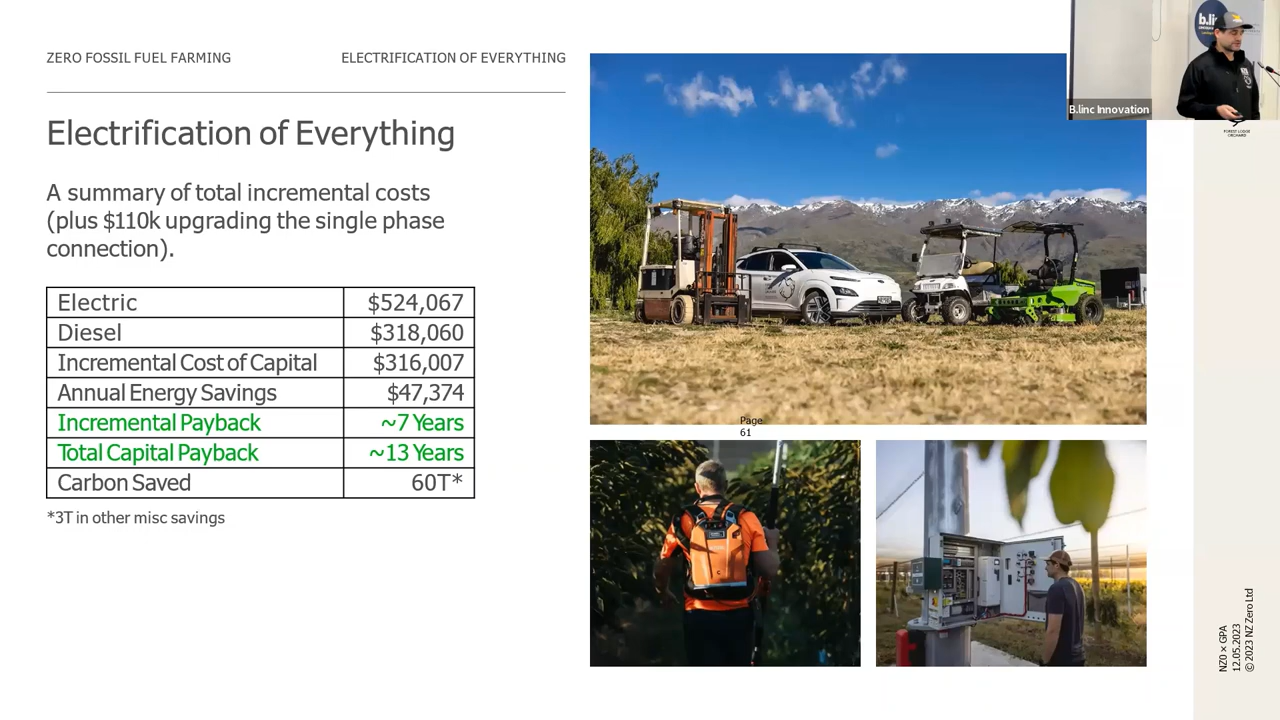 ZERO FOSSIL FUEL FARMING
ELECTRIFICATION OF EVERYTHING
Electrification of Everything
A summary of total incremental costs
(plus $110k upgrading the single phase
connection).
Electric $524,067
Diesel $318,060
Incremental Cost of Capital $316,007
Annual Energy Savings $47,374
Incremental Payback ~7 Years
Total Capital Payback ~13 Years
Carbon Saved 60T*
*3T in other misc savings
Page
61
B.linc Innovation
FOREST LODGE
ORCHARD
NZ0 × GPA
12.05.2023
© 2023 NZ Zero Ltd